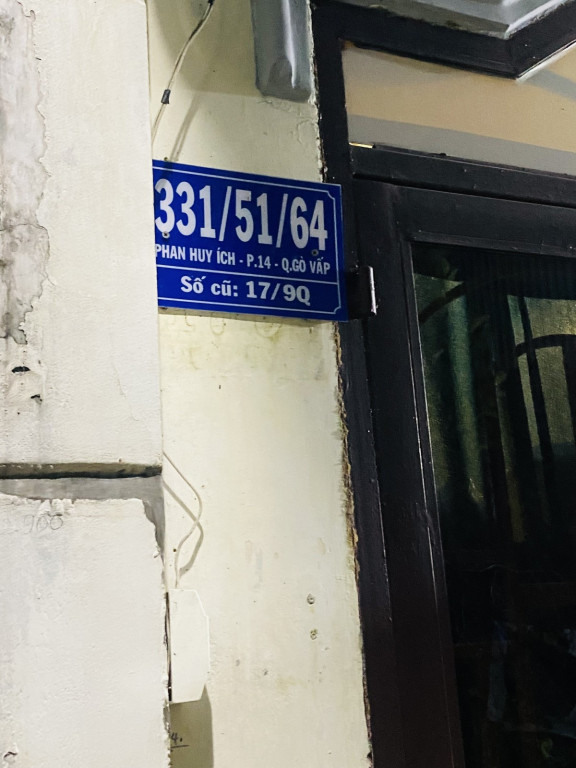 331/51/64
PHAN HUY ÍCH - P.14 - Q.GÒ VẤP
Số cũ: 17/9Q